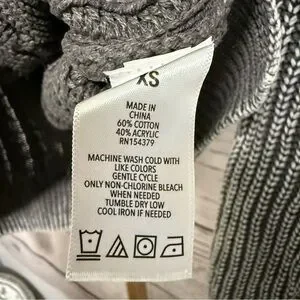 XS
MADE IN
CHINA
60% COTTON
40% ACRYLIC
RN154379
MACHINE WASH COLD WITH
LIKE COLORS
GENTLE CYCLE
ONLY NON-CHLORINE BLEACH
WHEN NEEDED
TUMBLE DRY LOW
COOL IRON IF NEEDED